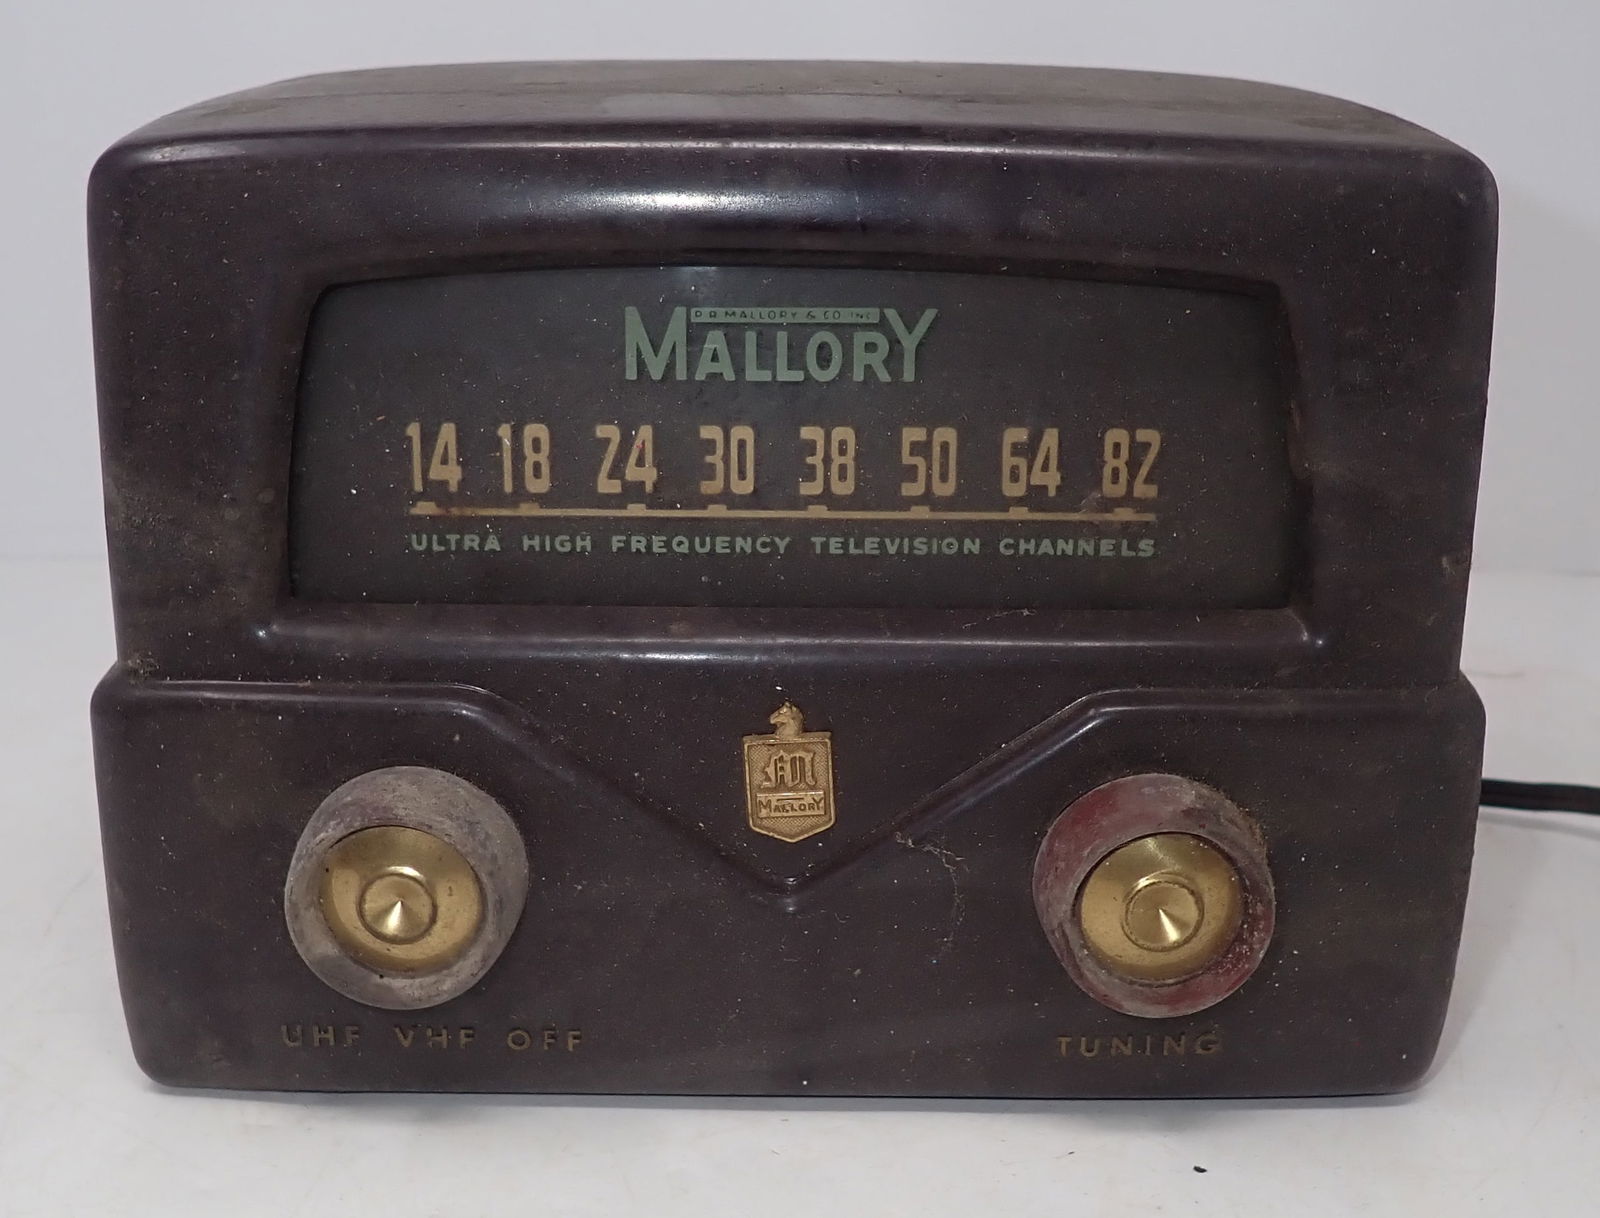 P.R. MALLORY & CO. INC.
MALLORY
14 18 24 30 38 50 64 82
ULTRA HIGH FREQUENCY TELEVISION CHANNELS
M
MALLORY
UHF VHF OFF
TUNING